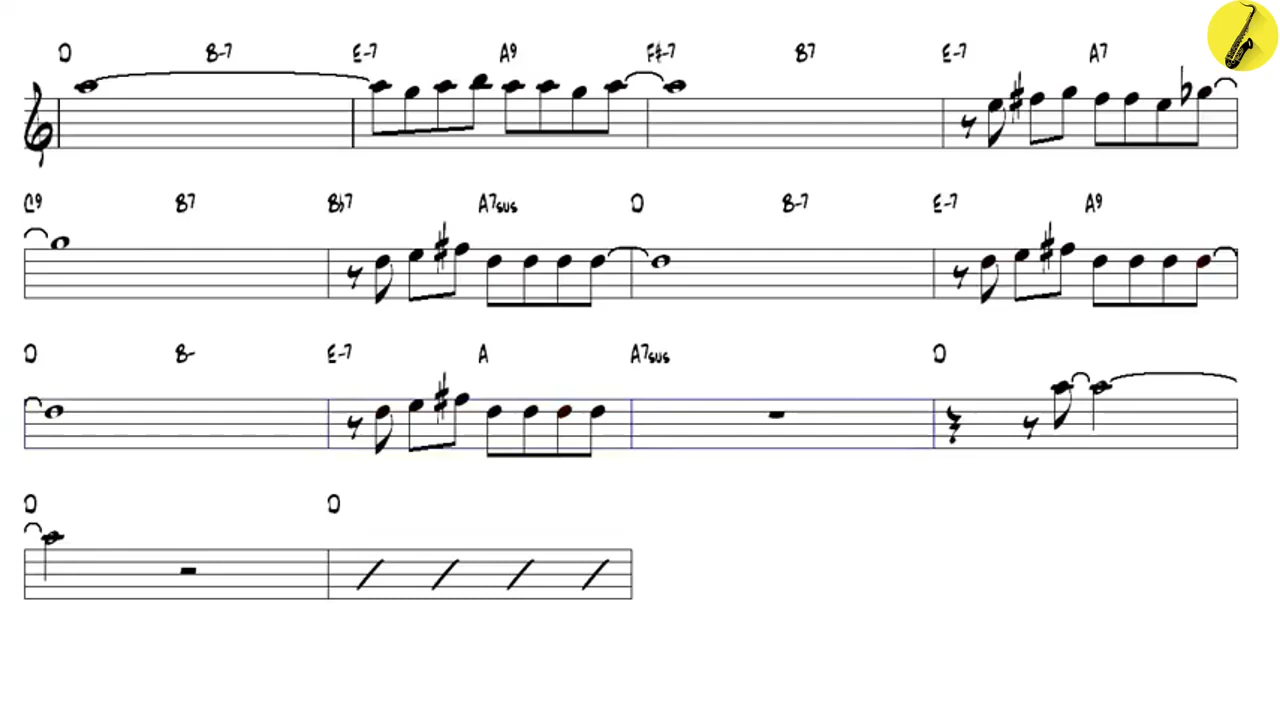 D B-7 E-7 A9 F#-7 B7 E-7 A7
C9 B7 Bb7 A7sus D B-7 E-7 A9
D B- E-7 A A7sus D
D D